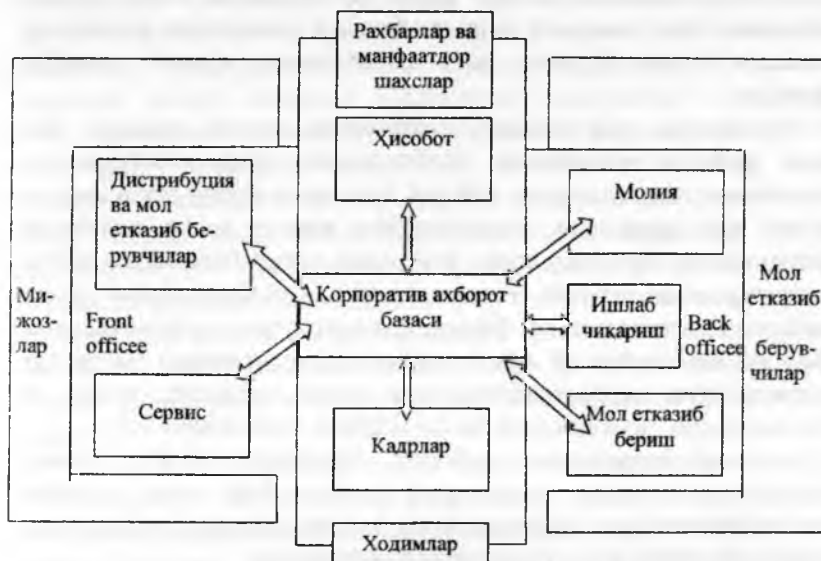 Рахбарлар ва
манфаатдор
шахслар
Ҳисобот
Дистрибуция
ва мол
етказиб бе-
рувчилар
Молия
Ми-
жоз-
лар
Front
officee
Корпоратив ахборот
базаси
Ишлаб
чикариш
Back
officee
Мол
етказиб
берув-
чилар
Сервис
Кадрлар
Мол етказиб
бериш
Ходимлар